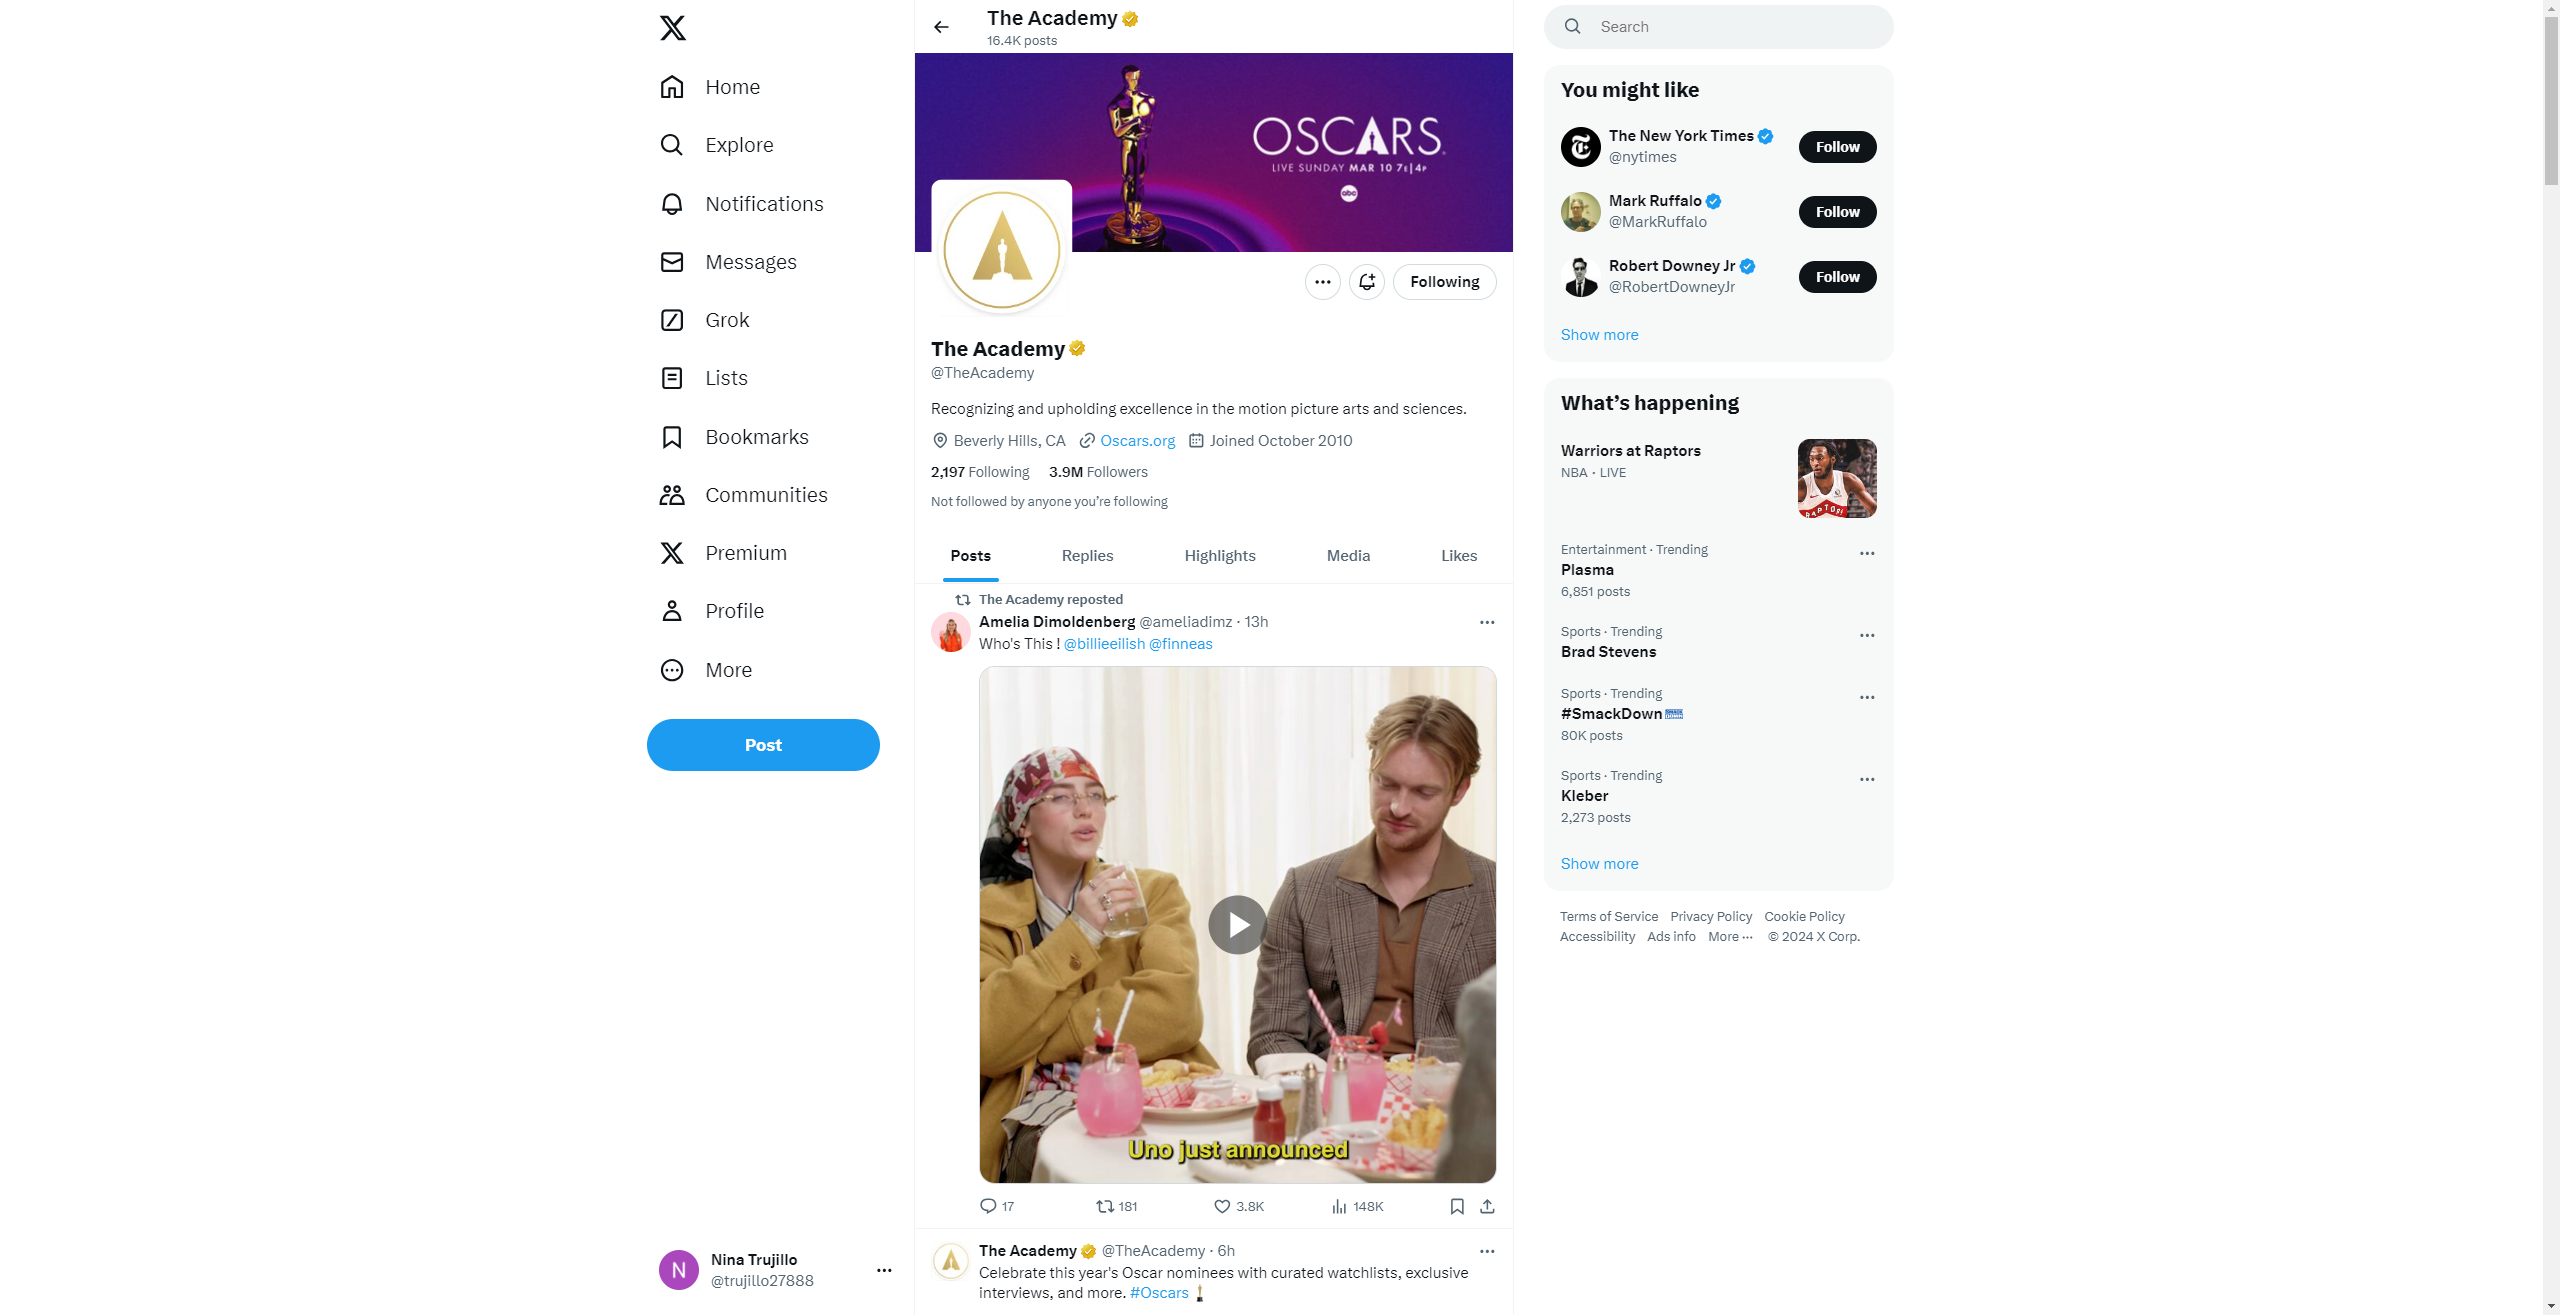 Home
Explore
Notifications
Messages
Grok
Lists
Bookmarks
Communities
Premium
Profile
More
Post
Nina Trujillo
@trujillo27888
N
The Academy
16.4K posts
OSCARS
LIVE SUNDAY MAR 10 7E|4P
abc
Following
The Academy
@TheAcademy
Recognizing and upholding excellence in the motion picture arts and sciences.
Beverly Hills, CA Oscars.org Joined October 2010
2,197 Following 3.9M Followers
Not followed by anyone you’re following
Posts Replies Highlights Media Likes
The Academy reposted
Amelia Dimoldenberg @ameliadimz · 13h
Who's This ! @billieeilish @finneas
Uno just announced
17 181 3.8K 148K
The Academy @TheAcademy · 6h
Celebrate this year's Oscar nominees with curated watchlists, exclusive
interviews, and more. #Oscars
Search
You might like
The New York Times
@nytimes
Follow
Mark Ruffalo
@MarkRuffalo
Follow
Robert Downey Jr
@RobertDowneyJr
Follow
Show more
What’s happening
Warriors at Raptors
NBA · LIVE
RAPTORS
Entertainment · Trending
Plasma
6,851 posts
Sports · Trending
Brad Stevens
Sports · Trending
#SmackDown
80K posts
Sports · Trending
Kleber
2,273 posts
Show more
Terms of Service Privacy Policy Cookie Policy
Accessibility Ads info More ··· © 2024 X Corp.